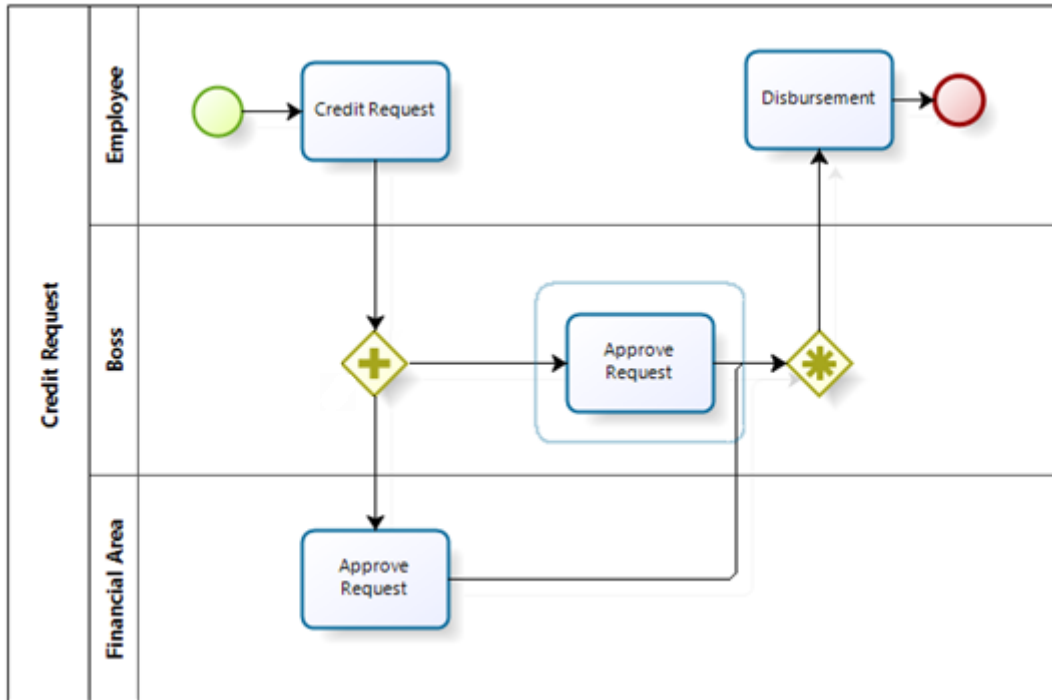 Credit Request
Employee
Credit Request
Disbursement
Boss
Approve
Request
Financial Area
Approve
Request